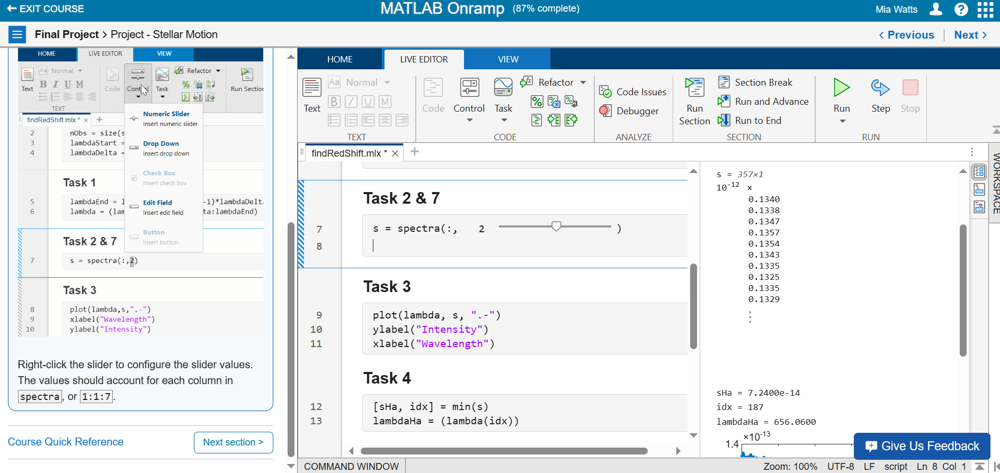 ← EXIT COURSE
MATLAB Onramp (87% complete)
Mia Watts
?
Final Project > Project - Stellar Motion
< Previous
Next >
HOME
LIVE EDITOR
VIEW
Text
Aa Normal
B I U M
TEXT
Code
Control
Task
Refactor
Run Section
findRedShift.mlx *
Numeric Slider
Insert numeric slider
Drop Down
Insert drop down
Check Box
Insert check box
Edit Field
Insert edit field
Button
Insert button
2 nObs = size(s
3 lambdaStart =
4 lambdaDelta =
Task 1
5 lambdaEnd = -1)*lambdaDelt
6 lambda = (lam ta:lambdaEnd)
Task 2 & 7
7 s = spectra(:,2)
Task 3
8 plot(lambda,s,".-")
9 xlabel("Wavelength")
10 ylabel("Intensity")
Right-click the slider to configure the slider values.
The values should account for each column in
spectra, or 1:1:7.
Course Quick Reference
Next section >
HOME
LIVE EDITOR
VIEW
Text
Aa Normal
B I U M
TEXT
Code
Control
Task
Refactor
CODE
Code Issues
Debugger
ANALYZE
Run
Section
Section Break
Run and Advance
Run to End
SECTION
Run
Step
Stop
RUN
findRedShift.mlx * × +
Task 2 & 7
7 s = spectra(:, 2 )
8
Task 3
9 plot(lambda, s, ".-")
10 ylabel("Intensity")
11 xlabel("Wavelength")
Task 4
12 [sHa, idx] = min(s)
13 lambdaHa = (lambda(idx))
s = 357×1
10-12 x
0.1340
0.1338
0.1347
0.1357
0.1354
0.1343
0.1335
0.1325
0.1335
0.1329
⋮
sHa = 7.2400e-14
idx = 187
lambdaHa = 656.0600
×10-13
1.4
WORKSPACE
Give Us Feedback
COMMAND WINDOW
Zoom: 100% UTF-8 LF script Ln 8 Col 1